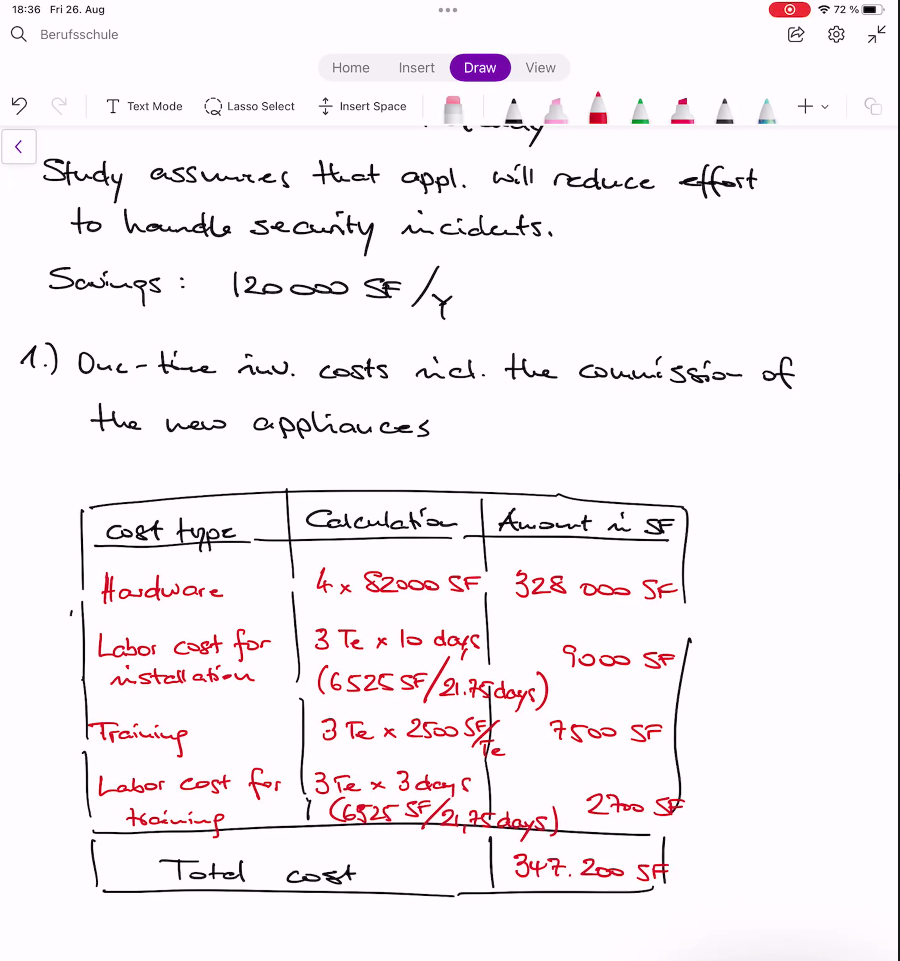 18:36 Fri 26. Aug
72 %
Berufsschule
Home Insert Draw View
Text Mode Lasso Select Insert Space
Study assumes that appl. will reduce effort
to handle security incidents.
Savings : 120 000 SF / Y
1.) One-time inv. costs incl. the commission of
the new appliances
Cost type Calculation Amount in SF
Hardware 4 x 82000 SF 328 000 SF
Labor cost for installation 3 Te x 10 days (6525 SF/21.75 days) 9000 SF
Training 3 Te x 2500 SF/Te 7500 SF
Labor cost for training 3 Te x 3 days (6525 SF/21,75 days) 2700 SF
Total cost 347.200 SF